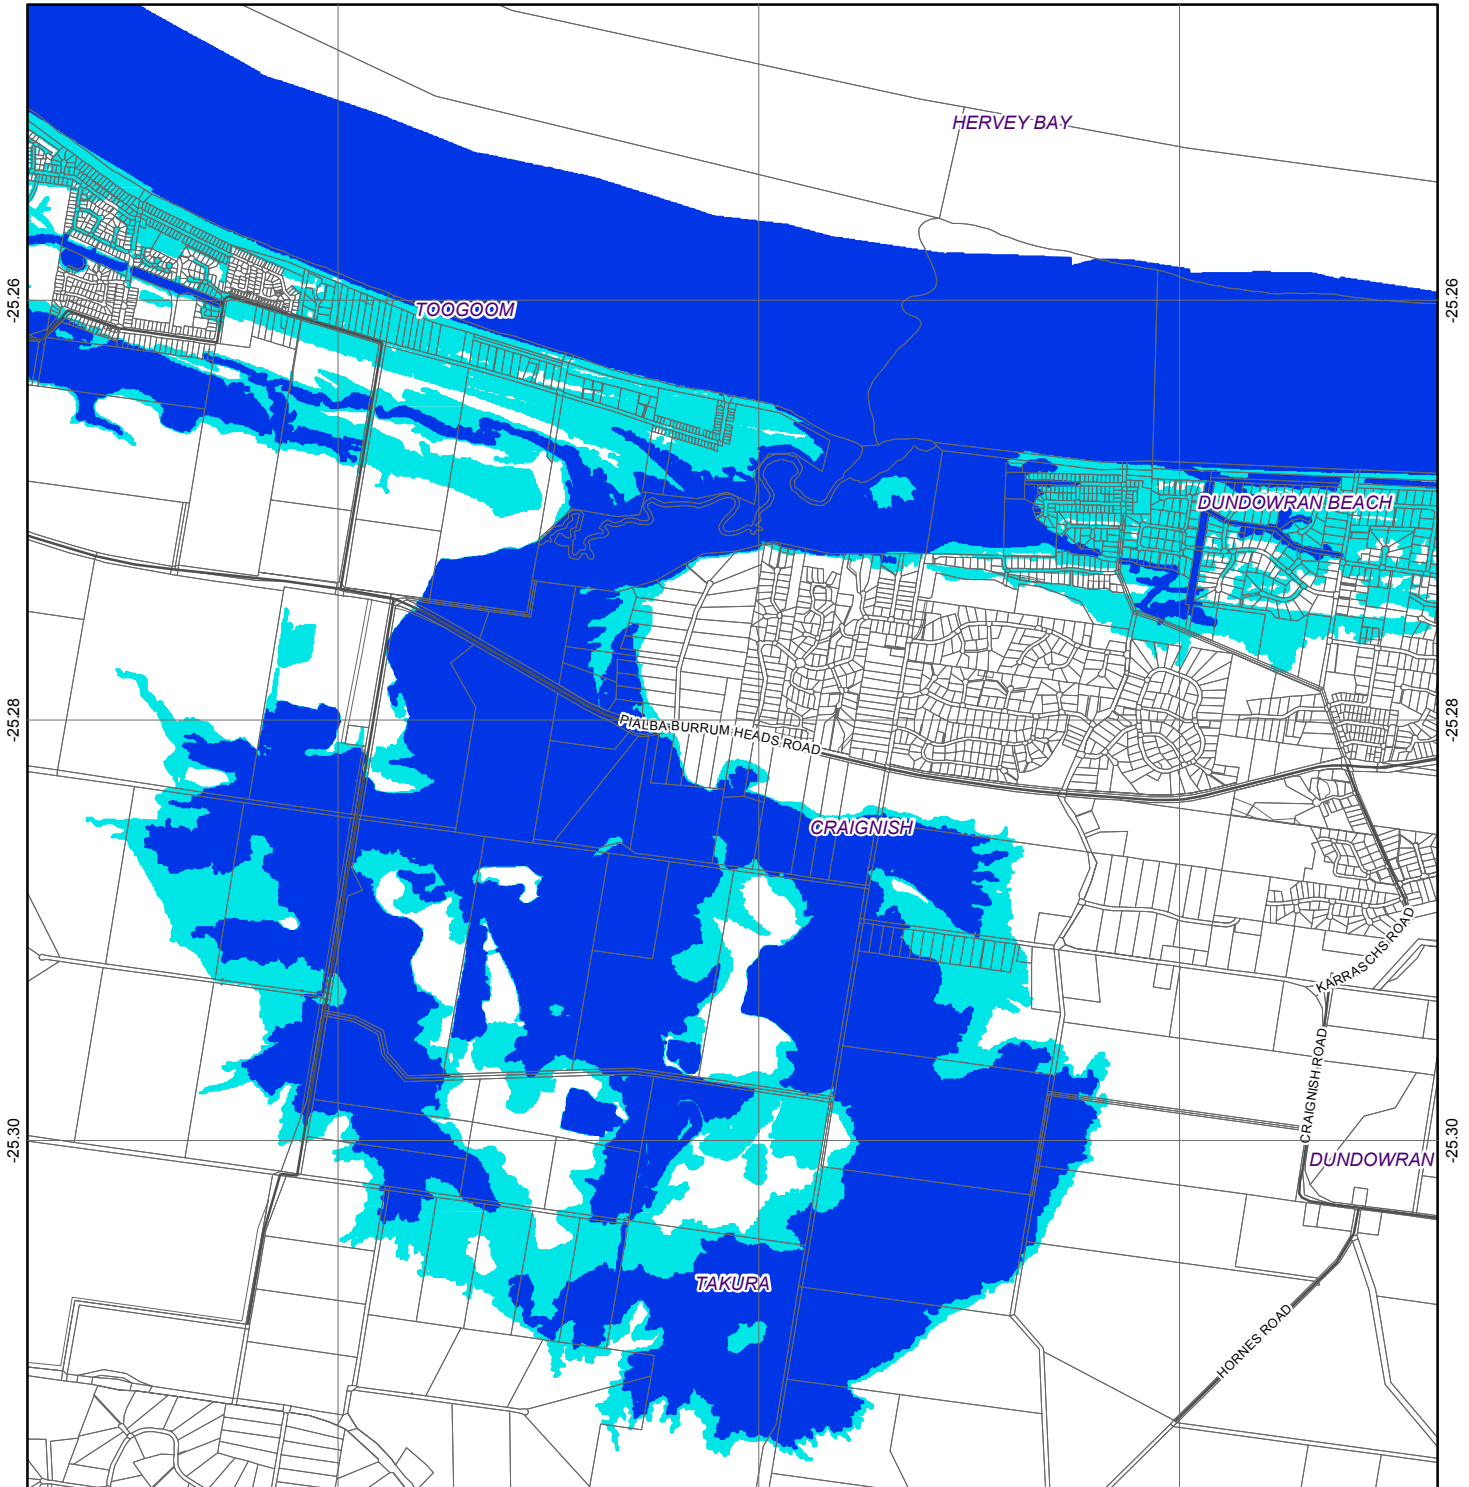 HERVEY BAY
-25.26
-25.26
TOOGOOM
DUNDOWRAN BEACH
-25.28
-25.28
PIALBA BURRUM HEADS ROAD
CRAIGNISH
KARRASCHS ROAD
CRAIGNISH ROAD
-25.30
-25.30
DUNDOWRAN
TAKURA
HORNES ROAD